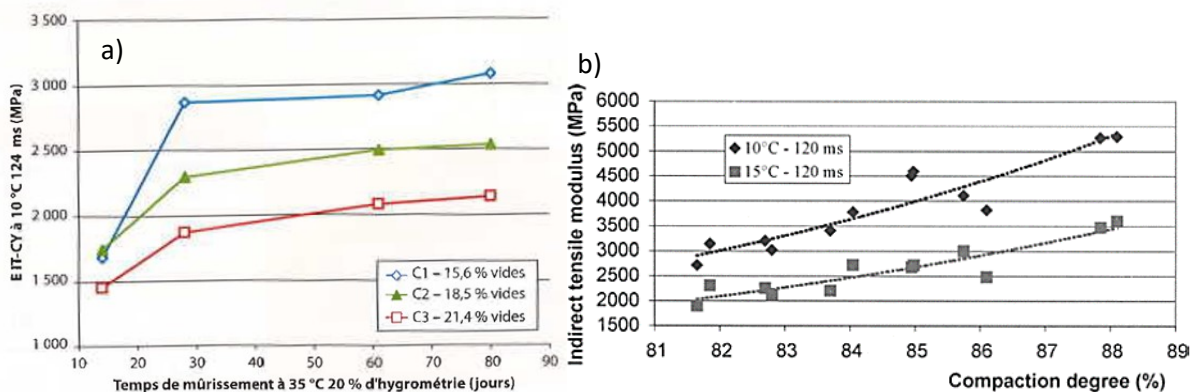 a)
E IT-CY à 10 °C 124 ms (MPa)
3 500
3 000
2 500
2 000
1 500
1 000
10 20 30 40 50 60 70 80 90
Temps de mûrissement à 35 °C 20 % d'hygrométrie (jours)
C1 – 15,6 % vides
C2 – 18,5 % vides
C3 – 21,4 % vides
b)
Indirect tensile modulus (MPa)
6000
5500
5000
4500
4000
3500
3000
2500
2000
1500
81 82 83 84 85 86 87 88 89
Compaction degree (%)
10°C - 120 ms
15°C - 120 ms